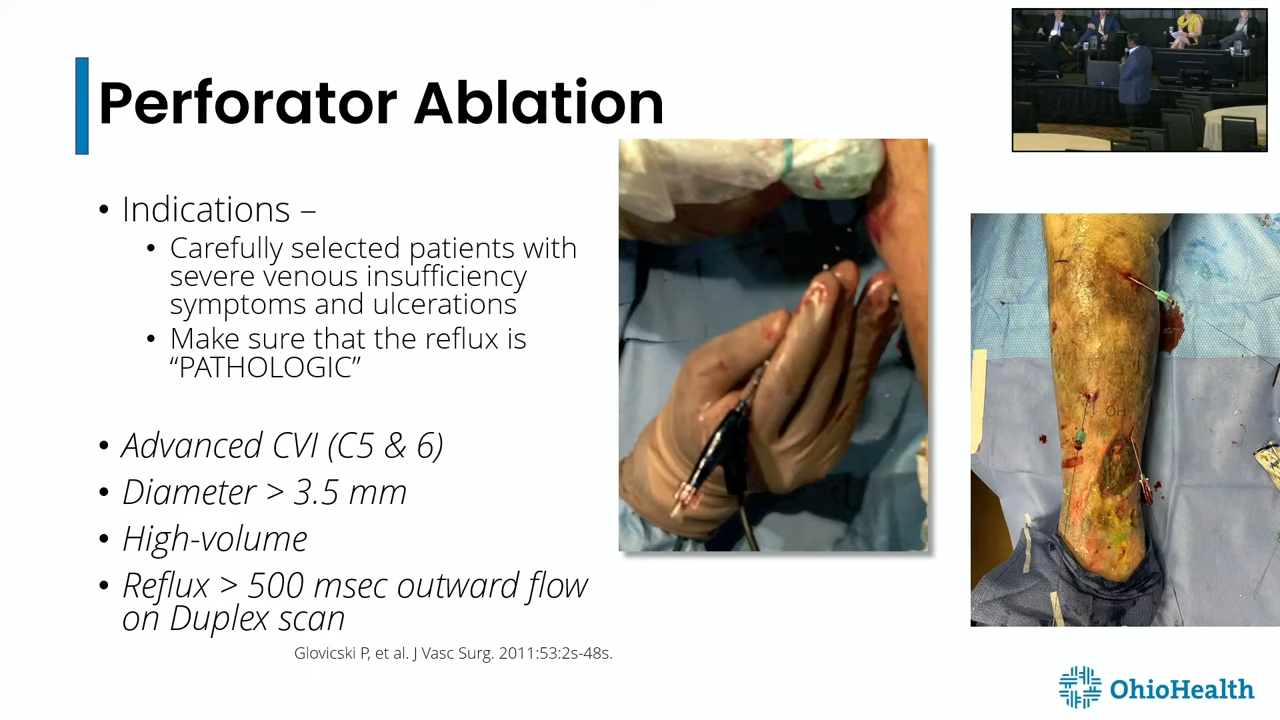 Perforator Ablation
• Indications –
• Carefully selected patients with
severe venous insufficiency
symptoms and ulcerations
• Make sure that the reflux is
“PATHOLOGIC”
• Advanced CVI (C5 & 6)
• Diameter > 3.5 mm
• High-volume
• Reflux > 500 msec outward flow
on Duplex scan
Glovicski P, et al. J Vasc Surg. 2011:53:2s-48s.
OH
OhioHealth